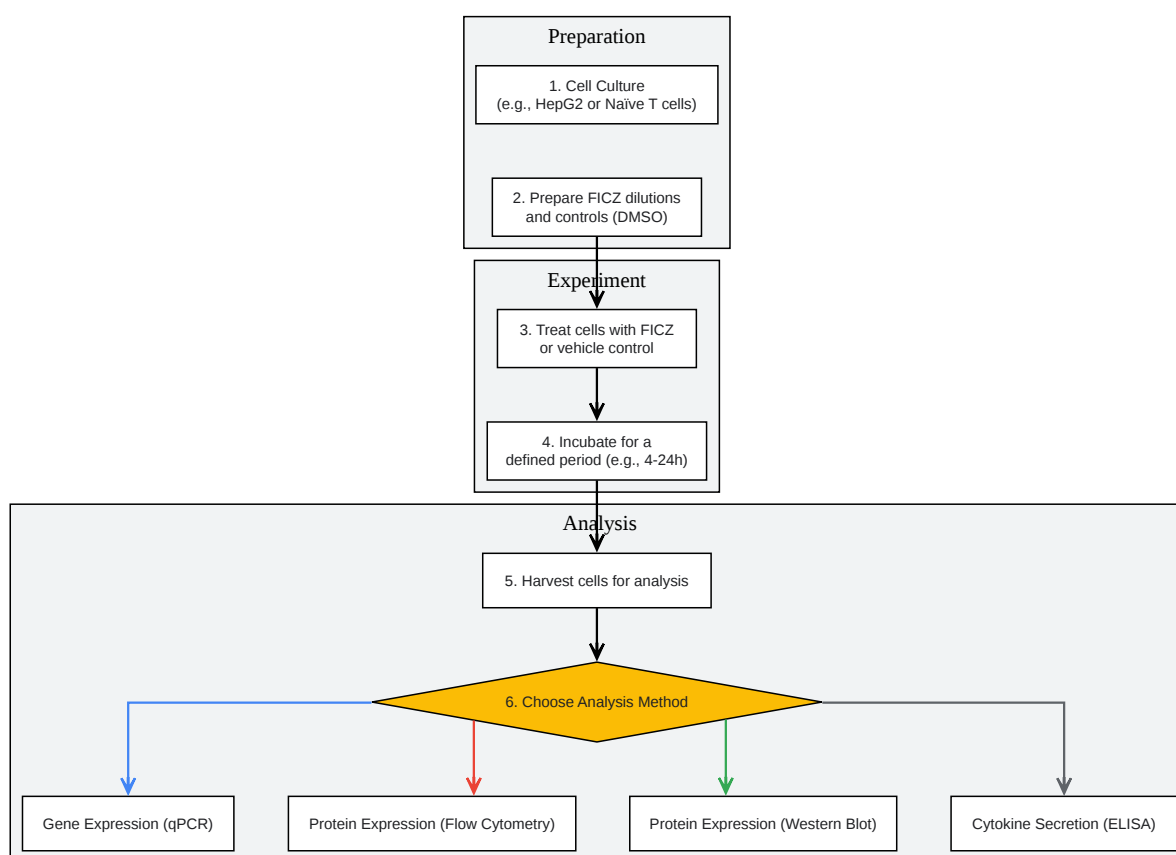 Preparation
1. Cell Culture
(e.g., HepG2 or Naïve T cells)
2. Prepare FICZ dilutions
and controls (DMSO)
Experiment
3. Treat cells with FICZ
or vehicle control
4. Incubate for a
defined period (e.g., 4-24h)
Analysis
5. Harvest cells for analysis
6. Choose Analysis Method
Gene Expression (qPCR)
Protein Expression (Flow Cytometry)
Protein Expression (Western Blot)
Cytokine Secretion (ELISA)